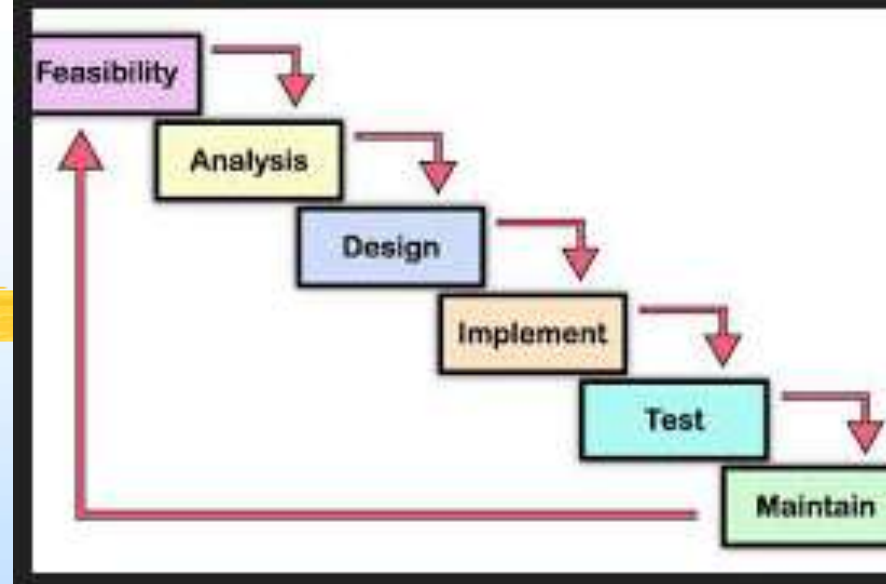 Feasibility
Analysis
Design
Implement
Test
Maintain